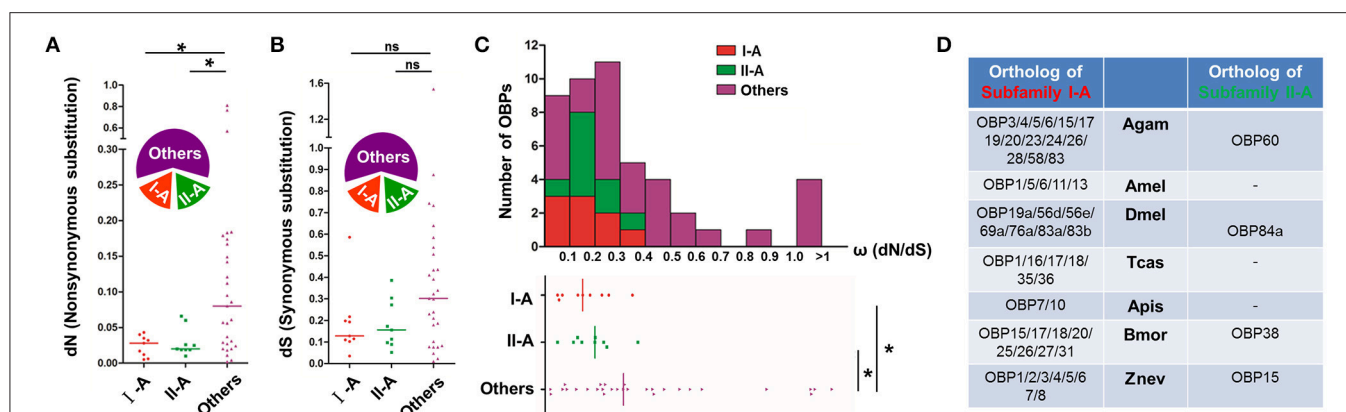 A
*
*
dN (Nonsynonymous substitution)
1.0
0.8
0.6
0.4
0.30
0.25
0.20
0.15
0.10
0.05
0.00
Others
I-A
II-A
I-A
II-A
Others
B
ns
ns
dS (Synonymous substitution)
1.6
1.4
1.2
1.0
0.9
0.8
0.7
0.6
0.5
0.4
0.3
0.2
0.1
0
Others
I-A
II-A
I-A
II-A
Others
C
I-A
II-A
Others
Number of OBPs
12
10
8
6
4
2
0
0.1 0.2 0.3 0.4 0.5 0.6 0.7 0.8 0.9 1.0 >1
ω (dN/dS)
I-A
II-A
Others
*
*
D
Ortholog of
Subfamily I-A
Ortholog of
Subfamily II-A
OBP3/4/5/6/15/17
19/20/23/24/26/
28/58/83
Agam
OBP60
OBP1/5/6/11/13
Amel
-
OBP19a/56d/56e/
69a/76a/83a/83b
Dmel
OBP84a
OBP1/16/17/18/
35/36
Tcas
-
OBP7/10
Apis
-
OBP15/17/18/20/
25/26/27/31
Bmor
OBP38
OBP1/2/3/4/5/6/
7/8
Znev
OBP15